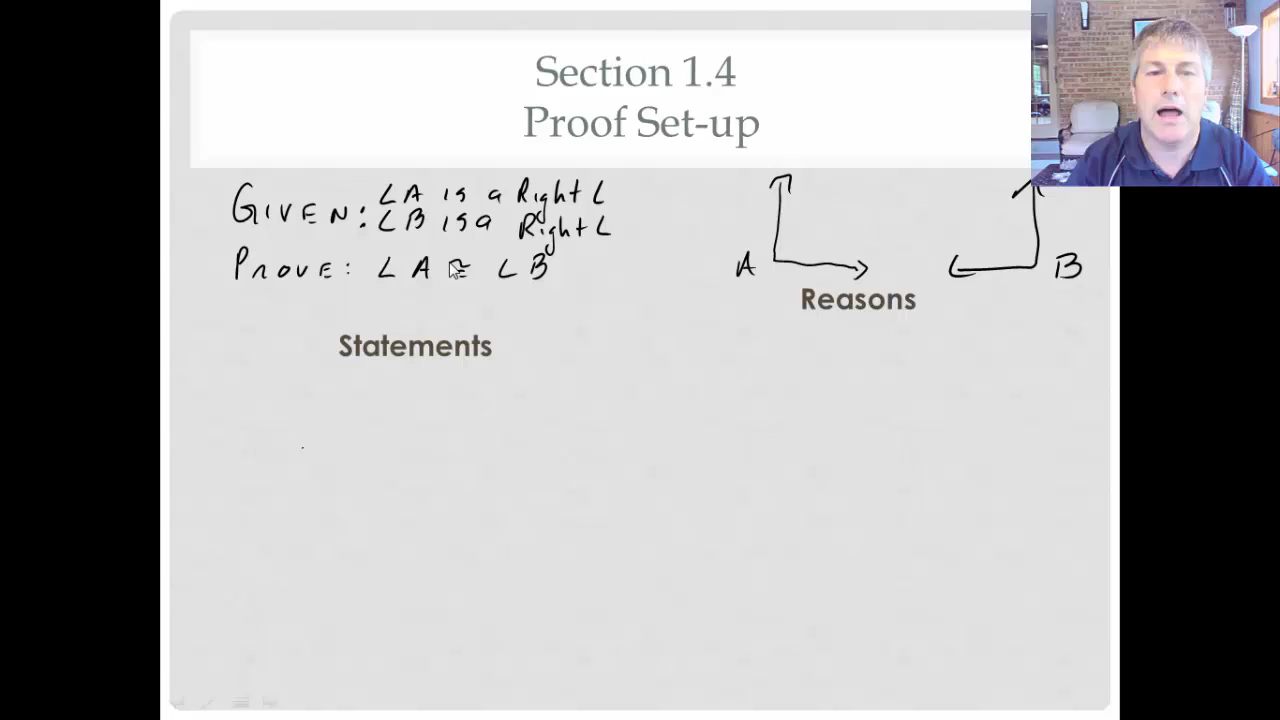 Section 1.4
Proof Set-up
GIVEN: ∠A is a Right ∠
∠B is a Right ∠
PROVE: ∠A ≅ ∠B
A
B
Reasons
Statements